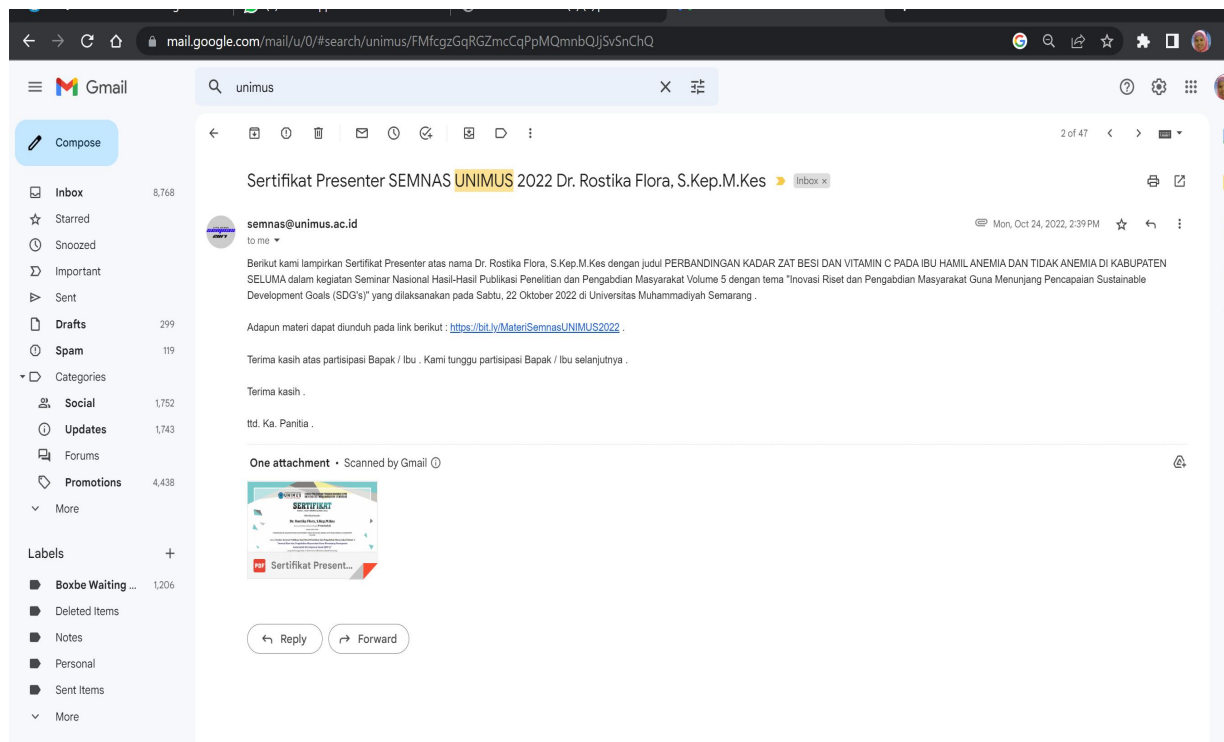 mail.google.com/mail/u/0/#search/unimus/FMfcgzGqRGZmcCqPpMQmnbQJjSvSnChQ
Gmail
unimus
Compose
2 of 47
Inbox 8,768
Starred
Snoozed
Important
Sent
Drafts 299
Spam 119
Categories
Social 1,752
Updates 1,743
Forums
Promotions 4,438
More
Labels
Boxbe Waiting ... 1,206
Deleted Items
Notes
Personal
Sent Items
More
Sertifikat Presenter SEMNAS UNIMUS 2022 Dr. Rostika Flora, S.Kep.M.Kes Inbox ×
semnas@unimus.ac.id
Mon, Oct 24, 2022, 2:39 PM
to me
Berikut kami lampirkan Sertifikat Presenter atas nama Dr. Rostika Flora, S.Kep.M.Kes dengan judul PERBANDINGAN KADAR ZAT BESI DAN VITAMIN C PADA IBU HAMIL ANEMIA DAN TIDAK ANEMIA DI KABUPATEN
SELUMA dalam kegiatan Seminar Nasional Hasil-Hasil Publikasi Penelitian dan Pengabdian Masyarakat Volume 5 dengan tema "Inovasi Riset dan Pengabdian Masyarakat Guna Menunjang Pencapaian Sustainable
Development Goals (SDG's)" yang dilaksanakan pada Sabtu, 22 Oktober 2022 di Universitas Muhammadiyah Semarang .
Adapun materi dapat diunduh pada link berikut : https://bit.ly/MateriSemnasUNIMUS2022 .
Terima kasih atas partisipasi Bapak / Ibu . Kami tunggu partisipasi Bapak / Ibu selanjutnya .
Terima kasih .
ttd. Ka. Panitia .
One attachment • Scanned by Gmail
UNIMUS
SERTIFIKAT
Dr. Rostika Flora, S.Kep.M.Kes
PDF Sertifikat Present...
Reply
Forward